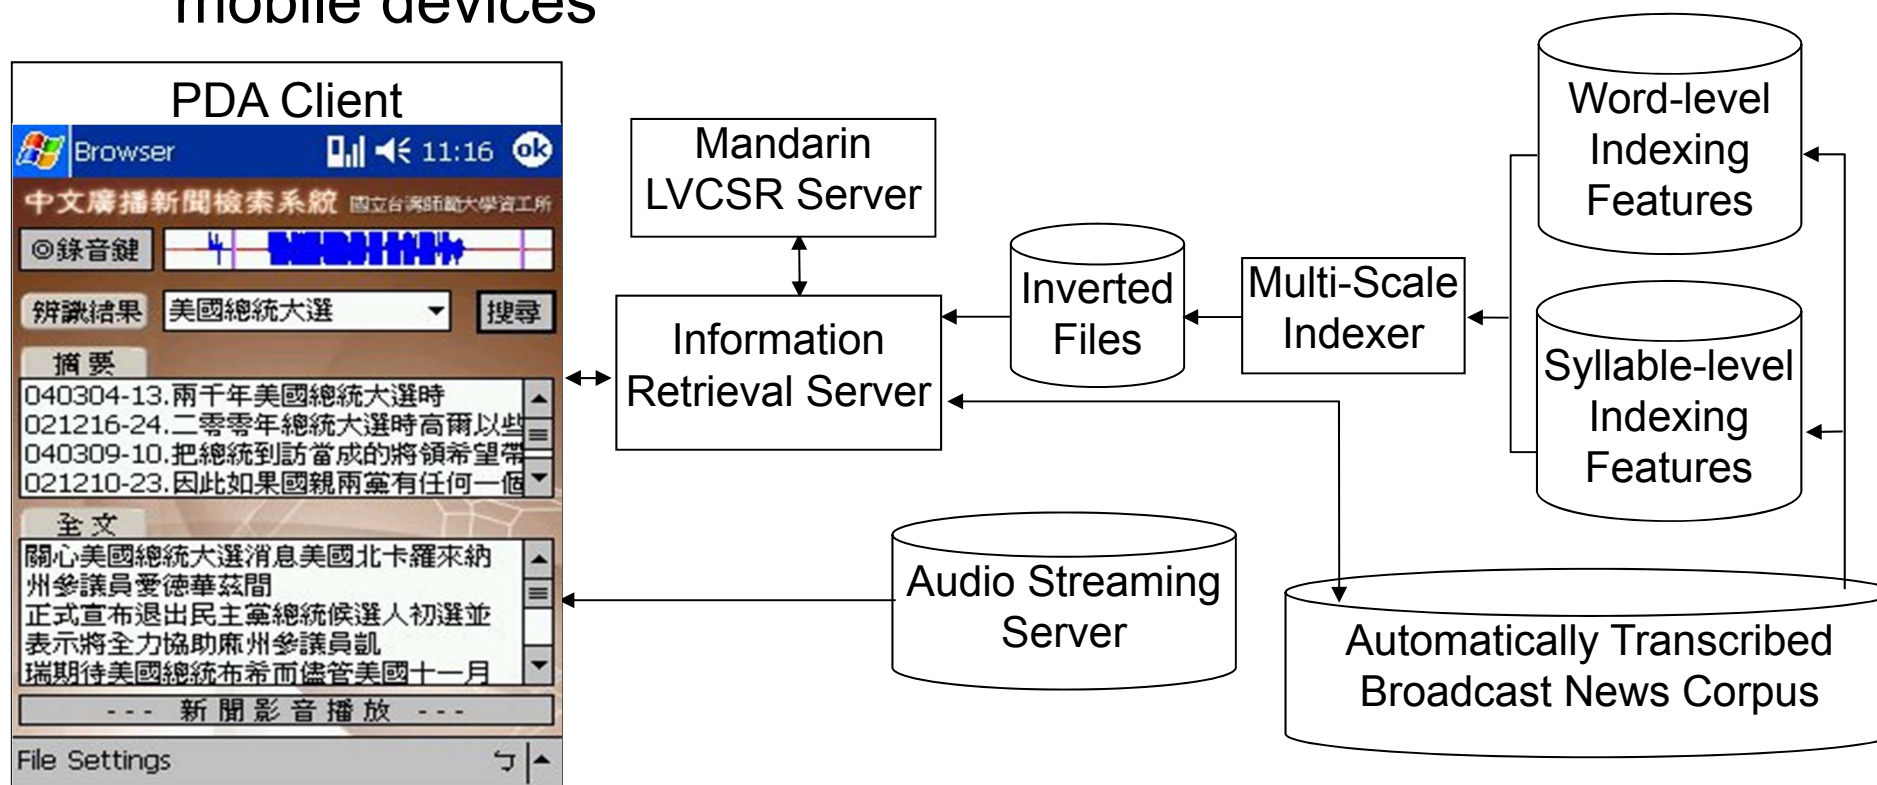 mobile devices
PDA Client
Browser 11:16 ok
中文廣播新聞檢索系統 國立台灣師範大學資工所
◎錄音鍵
辨識結果 美國總統大選 搜尋
摘要
040304-13.兩千年美國總統大選時
021216-24.二零零年總統大選時高爾以些
040309-10.把總統到訪當成的將領希望帶
021210-23.因此如果國親兩黨有任何一個
全文
關心美國總統大選消息美國北卡羅來納
州參議員愛德華茲間
正式宣布退出民主黨總統候選人初選並
表示將全力協助麻州參議員凱
瑞期待美國總統布希而儘管美國十一月
--- 新聞影音播放 ---
File Settings ㄅ
Mandarin
LVCSR Server
Information
Retrieval Server
Inverted
Files
Multi-Scale
Indexer
Word-level
Indexing
Features
Syllable-level
Indexing
Features
Audio Streaming
Server
Automatically Transcribed
Broadcast News Corpus